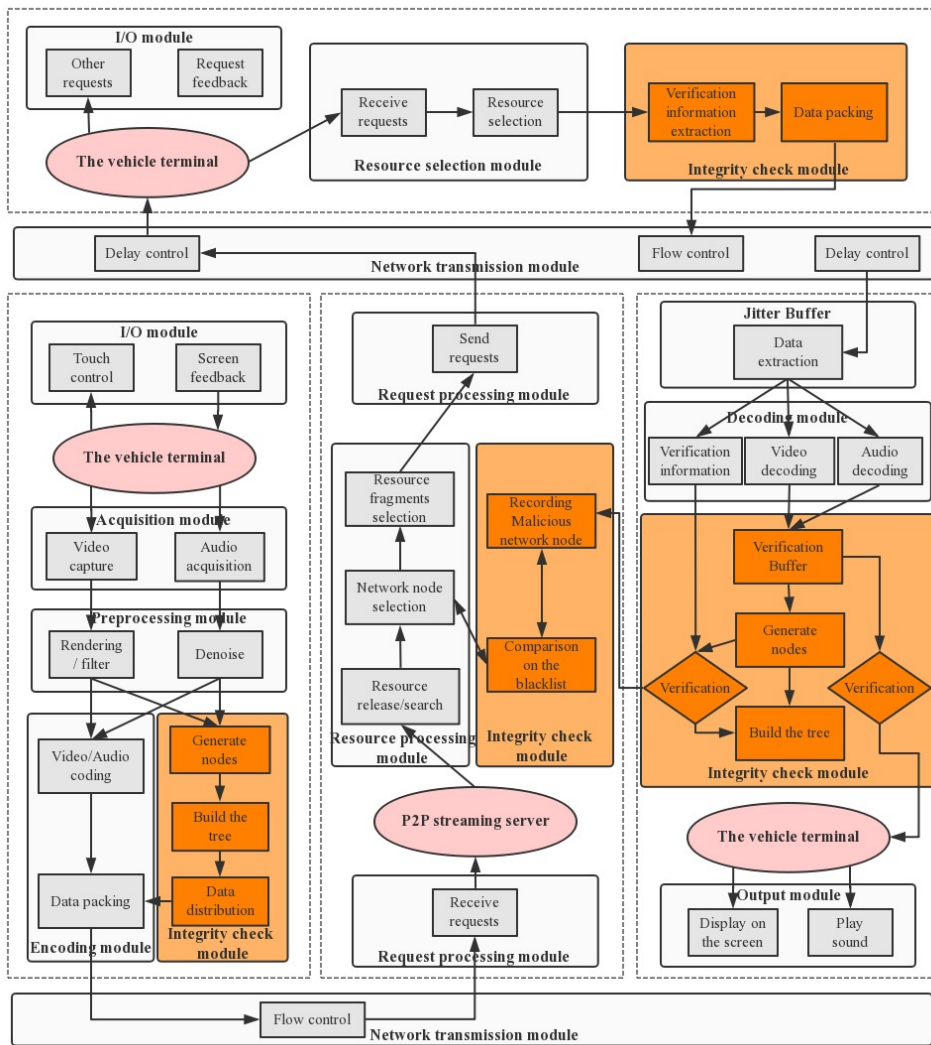 I/O module
Other
requests
Request
feedback
The vehicle terminal
Receive
requests
Resource
selection
Resource selection module
Verification
information
extraction
Data packing
Integrity check module
Delay control
Flow control
Delay control
Network transmission module
I/O module
Touch
control
Screen
feedback
The vehicle terminal
Acquisition module
Video
capture
Audio
acquisition
Preprocessing module
Rendering
/ filter
Denoise
Video/Audio
coding
Data packing
Encoding module
Generate
nodes
Build the
tree
Data
distribution
Integrity check
module
Send
requests
Request processing module
Resource
fragments
selection
Network node
selection
Resource
release/search
Resource processing
module
Recording
Malicious
network node
Comparison on
the blacklist
Integrity check
module
P2P streaming server
Receive
requests
Request processing module
Jitter Buffer
Data
extraction
Decoding module
Verification
information
Video
decoding
Audio
decoding
Verification
Buffer
Generate
nodes
Verification
Verification
Build the tree
Integrity check module
The vehicle terminal
Output module
Display on
the screen
Play
sound
Flow control
Network transmission module